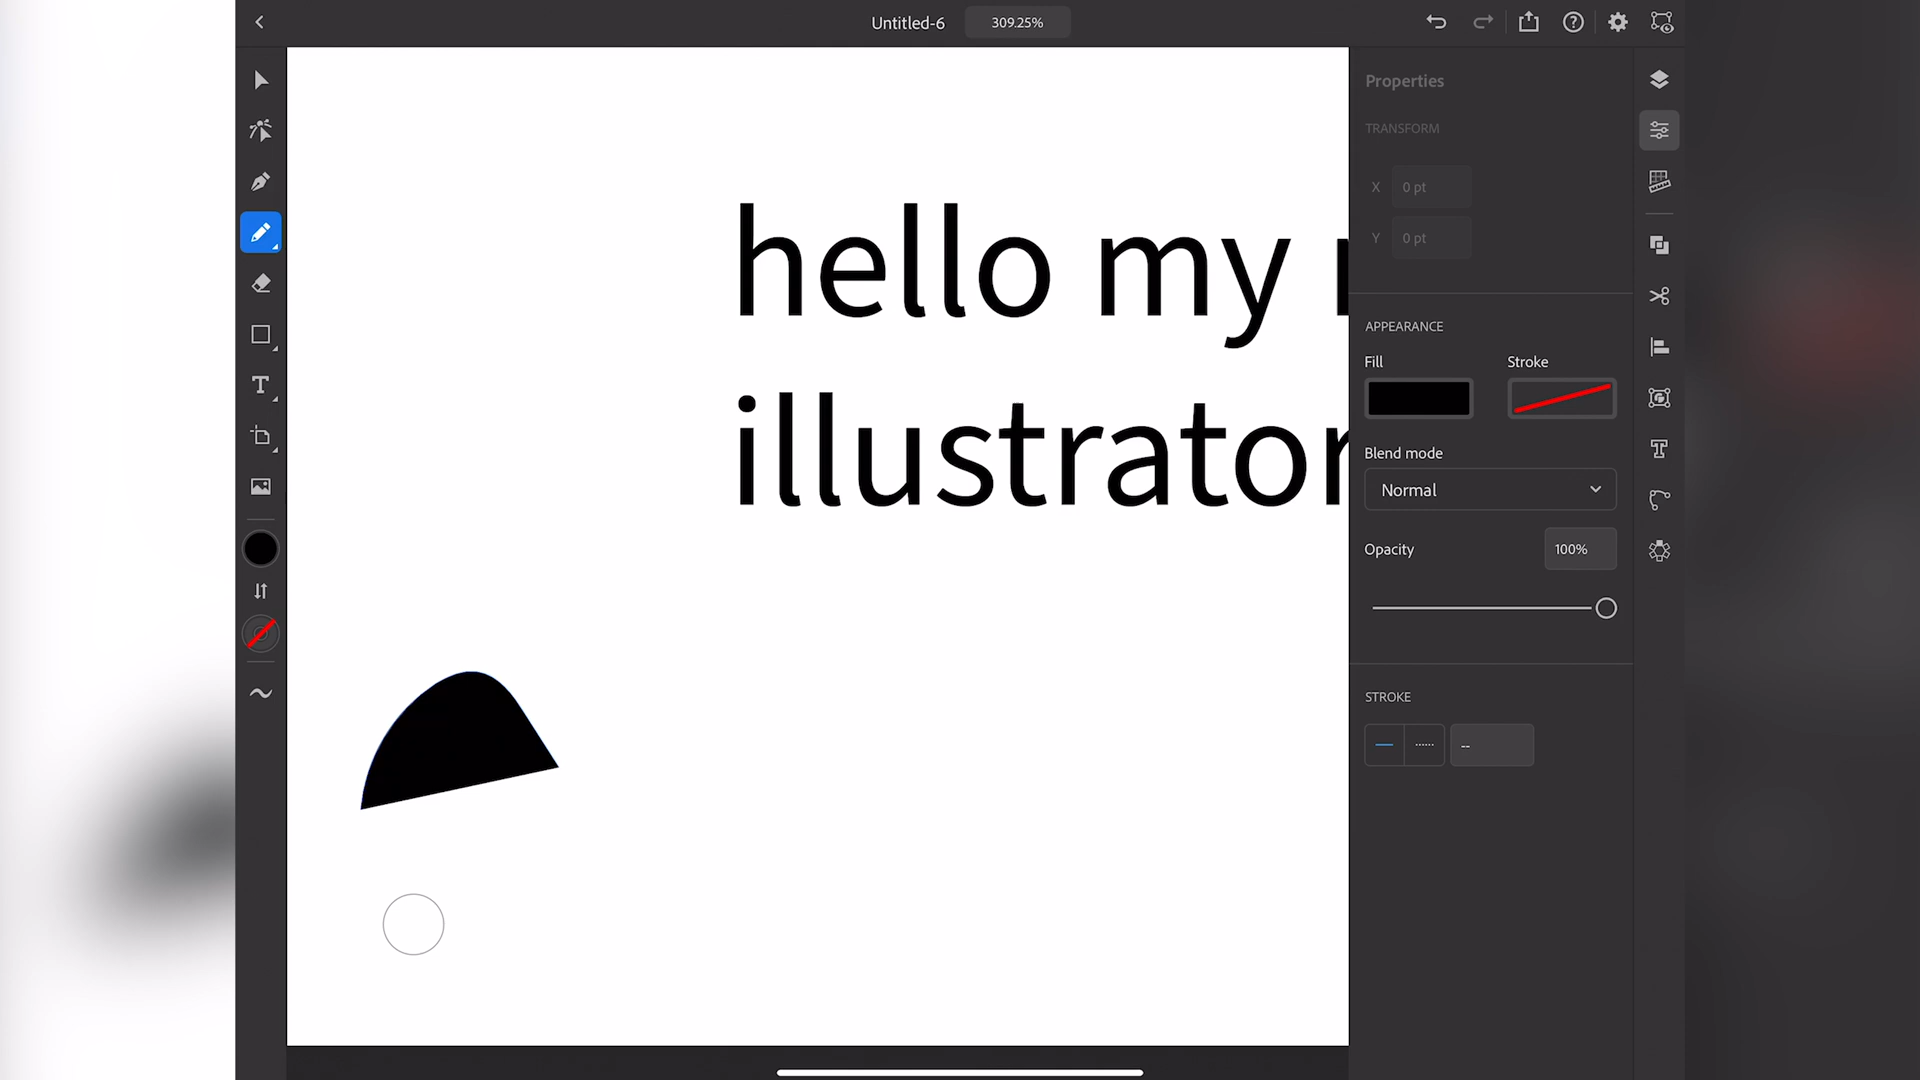 Untitled-6 309.25%
Properties
TRANSFORM
X 0 pt
Y 0 pt
hello my
illustrator
APPEARANCE
Fill Stroke
Blend mode
Normal
Opacity 100%
STROKE
--